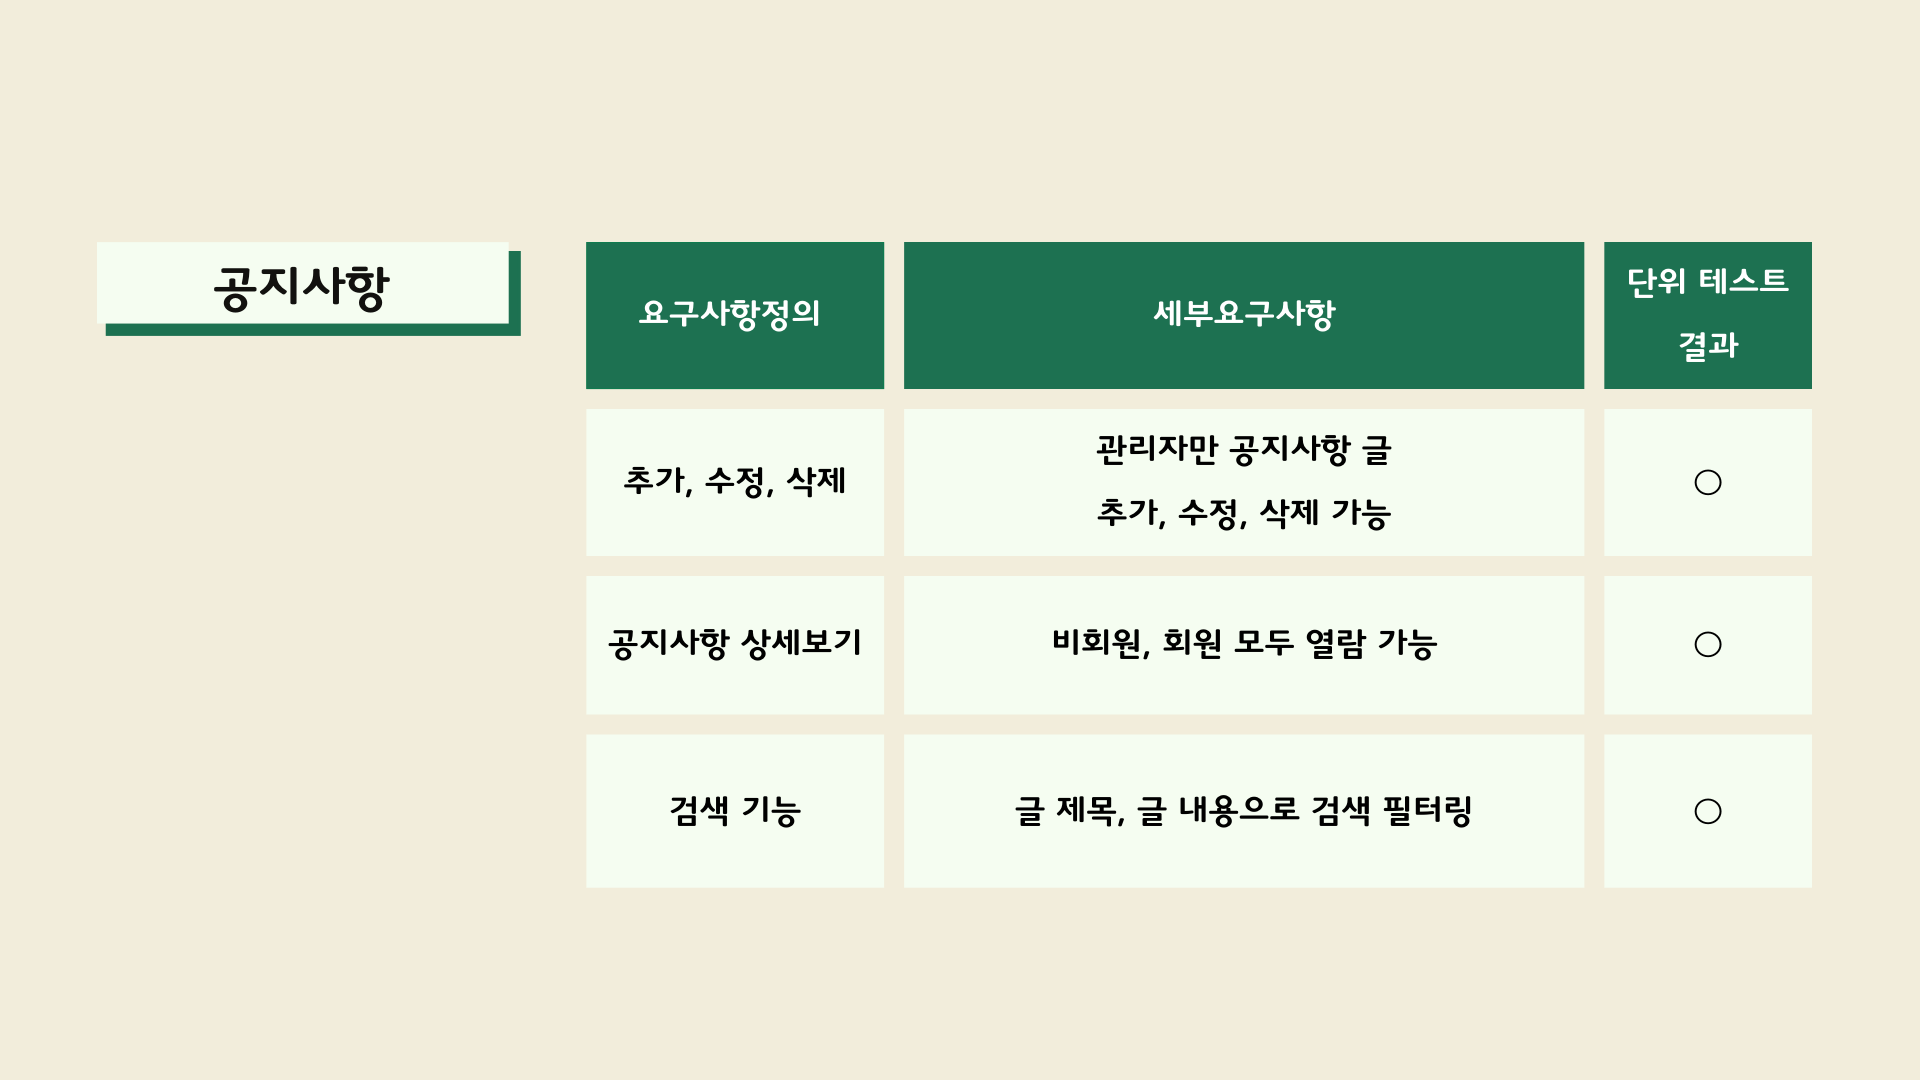 공지사항
요구사항정의
세부요구사항
단위 테스트
결과
추가, 수정, 삭제
관리자만 공지사항 글
추가, 수정, 삭제 가능
○
공지사항 상세보기
비회원, 회원 모두 열람 가능
○
검색 기능
글 제목, 글 내용으로 검색 필터링
○